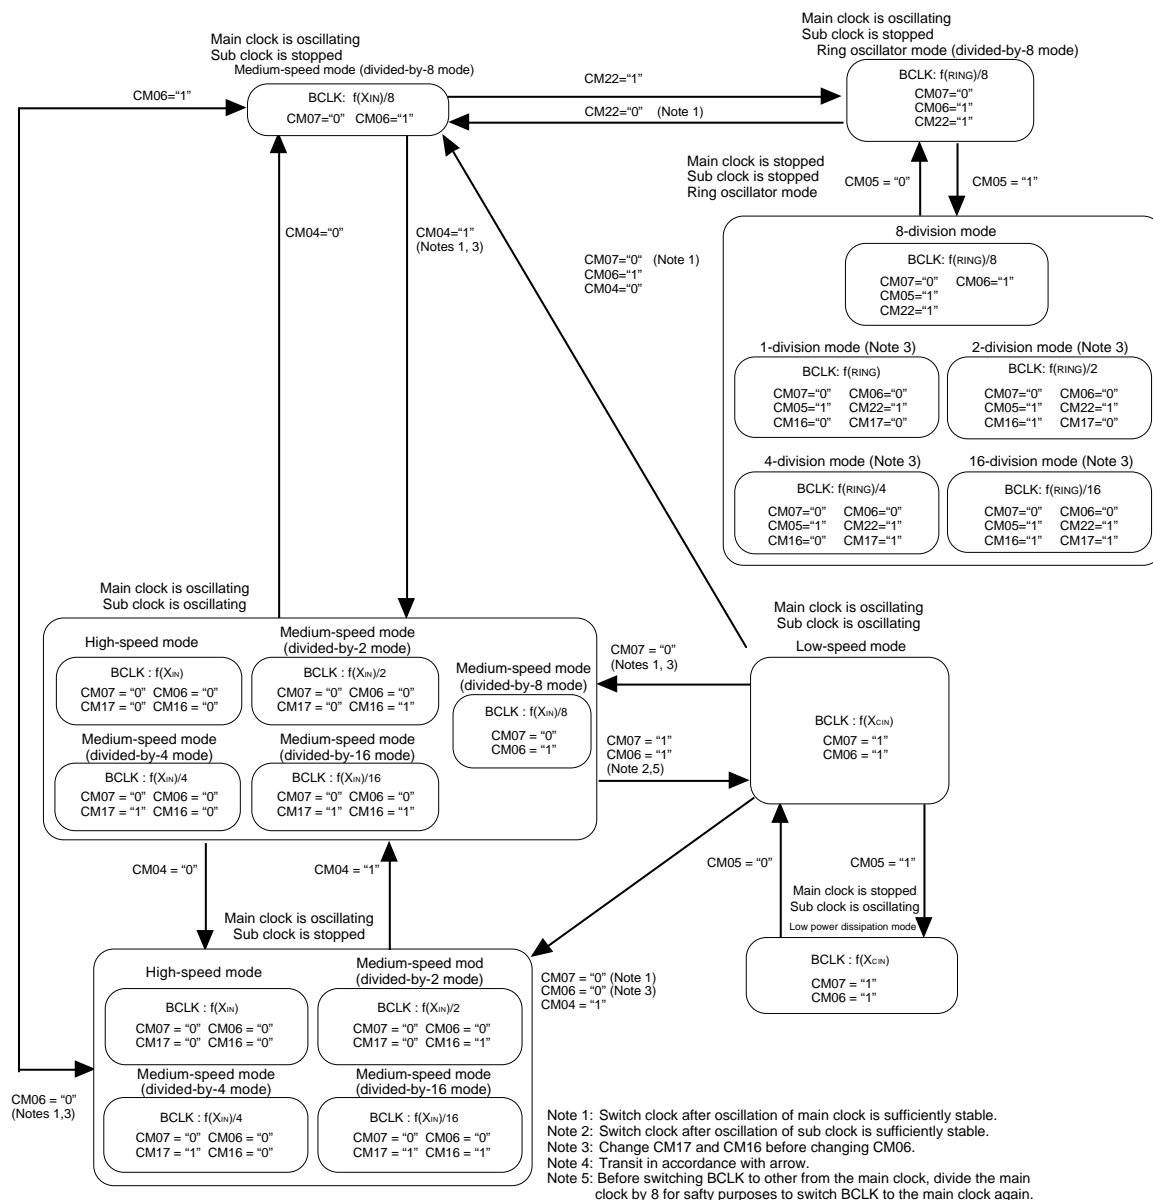 Main clock is oscillating
Sub clock is stopped
Medium-speed mode (divided-by-8 mode)
BCLK: f(XIN)/8
CM07="0" CM06="1"
CM06="1"
CM22="1"
CM22="0" (Note 1)
Main clock is oscillating
Sub clock is stopped
Ring oscillator mode (divided-by-8 mode)
BCLK: f(RING)/8
CM07="0"
CM06="1"
CM22="1"
Main clock is stopped
Sub clock is stopped
Ring oscillator mode
CM05 = "0"
CM05 = "1"
8-division mode
BCLK: f(RING)/8
CM07="0" CM06="1"
CM05="1"
CM22="1"
1-division mode (Note 3)
BCLK: f(RING)
CM07="0" CM06="0"
CM05="1" CM22="1"
CM16="0" CM17="0"
2-division mode (Note 3)
BCLK: f(RING)/2
CM07="0" CM06="0"
CM05="1" CM22="1"
CM16="1" CM17="0"
4-division mode (Note 3)
BCLK: f(RING)/4
CM07="0" CM06="0"
CM05="1" CM22="1"
CM16="0" CM17="1"
16-division mode (Note 3)
BCLK: f(RING)/16
CM07="0" CM06="0"
CM05="1" CM22="1"
CM16="1" CM17="1"
CM04="0"
CM04="1"
(Notes 1, 3)
CM07="0" (Note 1)
CM06="1"
CM04="0"
Main clock is oscillating
Sub clock is oscillating
High-speed mode
BCLK : f(XIN)
CM07 = "0" CM06 = "0"
CM17 = "0" CM16 = "0"
Medium-speed mode
(divided-by-2 mode)
BCLK : f(XIN)/2
CM07 = "0" CM06 = "0"
CM17 = "0" CM16 = "1"
Medium-speed mode
(divided-by-8 mode)
BCLK : f(XIN)/8
CM07 = "0"
CM06 = "1"
Medium-speed mode
(divided-by-4 mode)
BCLK : f(XIN)/4
CM07 = "0" CM06 = "0"
CM17 = "1" CM16 = "0"
Medium-speed mode
(divided-by-16 mode)
BCLK : f(XIN)/16
CM07 = "0" CM06 = "0"
CM17 = "1" CM16 = "1"
CM07 = "0"
(Notes 1, 3)
CM07 = "1"
CM06 = "1"
(Note 2,5)
Main clock is oscillating
Sub clock is oscillating
Low-speed mode
BCLK : f(XCIN)
CM07 = "1"
CM06 = "1"
CM05 = "0"
CM05 = "1"
Main clock is stopped
Sub clock is oscillating
Low power dissipation mode
BCLK : f(XCIN)
CM07 = "1"
CM06 = "1"
CM04 = "0"
CM04 = "1"
Main clock is oscillating
Sub clock is stopped
High-speed mode
BCLK : f(XIN)
CM07 = "0" CM06 = "0"
CM17 = "0" CM16 = "0"
Medium-speed mod
(divided-by-2 mode)
BCLK : f(XIN)/2
CM07 = "0" CM06 = "0"
CM17 = "0" CM16 = "1"
Medium-speed mode
(divided-by-4 mode)
BCLK : f(XIN)/4
CM07 = "0" CM06 = "0"
CM17 = "1" CM16 = "0"
Medium-speed mode
(divided-by-16 mode)
BCLK : f(XIN)/16
CM07 = "0" CM06 = "0"
CM17 = "1" CM16 = "1"
CM07 = "0" (Note 1)
CM06 = "0" (Note 3)
CM04 = "1"
CM06 = "0"
(Notes 1,3)
Note 1: Switch clock after oscillation of main clock is sufficiently stable.
Note 2: Switch clock after oscillation of sub clock is sufficiently stable.
Note 3: Change CM17 and CM16 before changing CM06.
Note 4: Transit in accordance with arrow.
Note 5: Before switching BCLK to other from the main clock, divide the main
clock by 8 for safty purposes to switch BCLK to the main clock again.